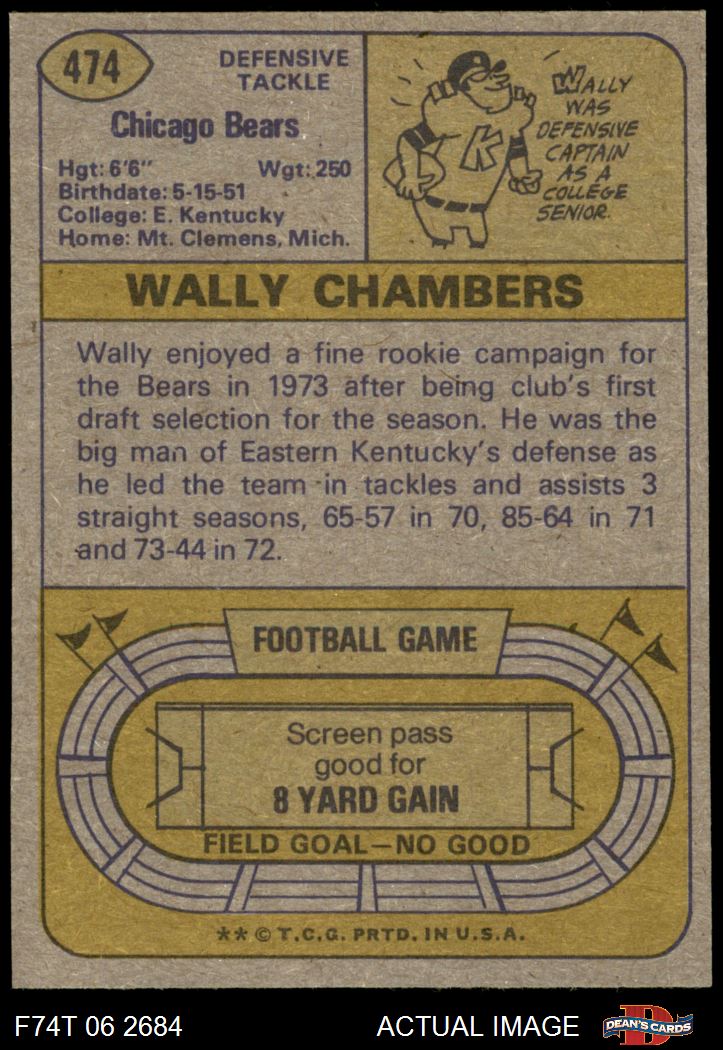 474
DEFENSIVE
TACKLE
Chicago Bears
Hgt: 6'6" Wgt: 250
Birthdate: 5-15-51
College: E. Kentucky
Home: Mt. Clemens, Mich.
K
WALLY
WAS
DEFENSIVE
CAPTAIN
AS A
COLLEGE
SENIOR.
WALLY CHAMBERS
Wally enjoyed a fine rookie campaign for
the Bears in 1973 after being club's first
draft selection for the season. He was the
big man of Eastern Kentucky's defense as
he led the team in tackles and assists 3
straight seasons, 65-57 in 70, 85-64 in 71
and 73-44 in 72.
FOOTBALL GAME
Screen pass
good for
8 YARD GAIN
FIELD GOAL—NO GOOD
** © T.C.G. PRTD. IN U.S.A.
F74T 06 2684 ACTUAL IMAGE
D
DEAN'S CARDS